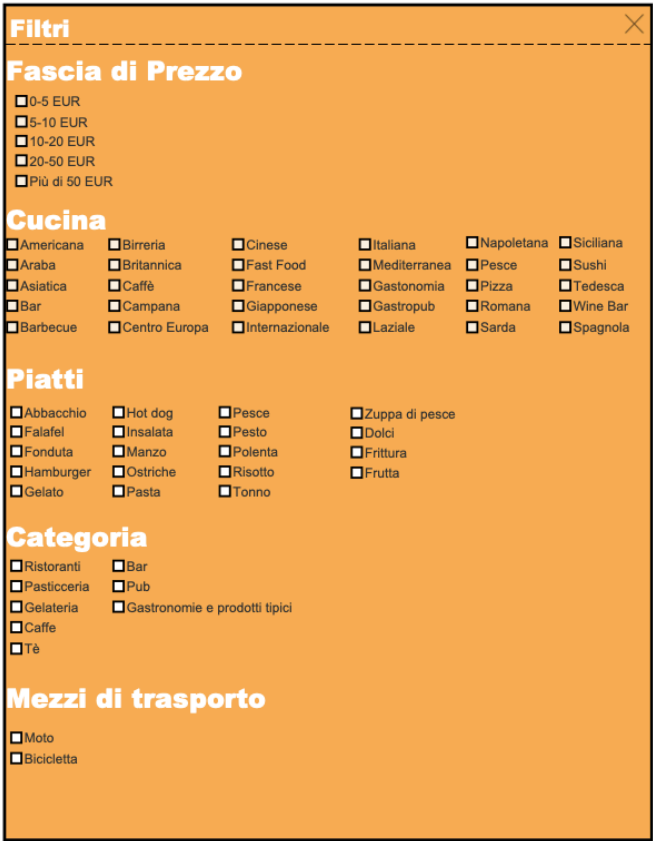 Filtri
Fascia di Prezzo
0-5 EUR
5-10 EUR
10-20 EUR
20-50 EUR
Più di 50 EUR
Cucina
Americana Birreria Cinese Italiana Napoletana Siciliana
Araba Britannica Fast Food Mediterranea Pesce Sushi
Asiatica Caffè Francese Gastonomia Pizza Tedesca
Bar Campana Giapponese Gastropub Romana Wine Bar
Barbecue Centro Europa Internazionale Laziale Sarda Spagnola
Piatti
Abbacchio Hot dog Pesce Zuppa di pesce
Falafel Insalata Pesto Dolci
Fonduta Manzo Polenta Frittura
Hamburger Ostriche Risotto Frutta
Gelato Pasta Tonno
Categoria
Ristoranti Bar
Pasticceria Pub
Gelateria Gastronomie e prodotti tipici
Caffe
Tè
Mezzi di trasporto
Moto
Bicicletta